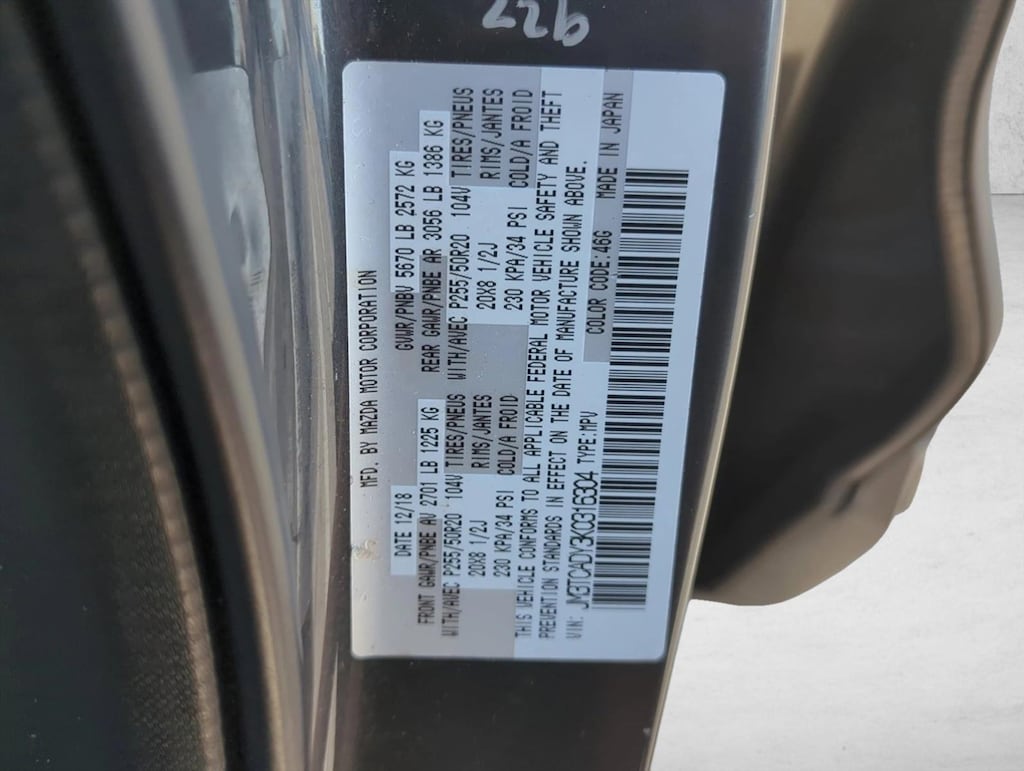 927
MFD. BY MAZDA MOTOR CORPORATION
DATE 12/18 GVWR/PNBV 5670 LB 2572 KG
FRONT GAWR/PNBE AV 2701 LB 1225 KG REAR GAWR/PNBE AR 3056 LB 1386 KG
WITH/AVEC P255/50R20 104V TIRES/PNEUS WITH/AVEC P255/50R20 104V TIRES/PNEUS
20X8 1/2J RIMS/JANTES 20X8 1/2J RIMS/JANTES
230 KPA/34 PSI COLD/A FROID 230 KPA/34 PSI COLD/A FROID
THIS VEHICLE CONFORMS TO ALL APPLICABLE FEDERAL MOTOR VEHICLE SAFETY AND THEFT
PREVENTION STANDARDS IN EFFECT ON THE DATE OF MANUFACTURE SHOWN ABOVE.
VIN: JM3TCADY3K0316304 TYPE:MPV COLOR CODE:46G MADE IN JAPAN